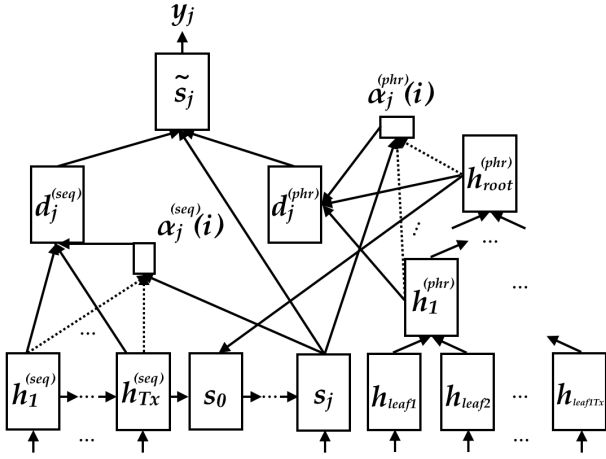 y_j
s̃_j
α_j^(phr)(i)
h_root^(phr)
d_j^(seq)
α_j^(seq)(i)
d_j^(phr)
...
...
h_1^(phr)
...
...
h_1^(seq) ... h_Tx^(seq) s_0 ... s_j h_leaf1 h_leaf2 h_leaf1Tx
... ...